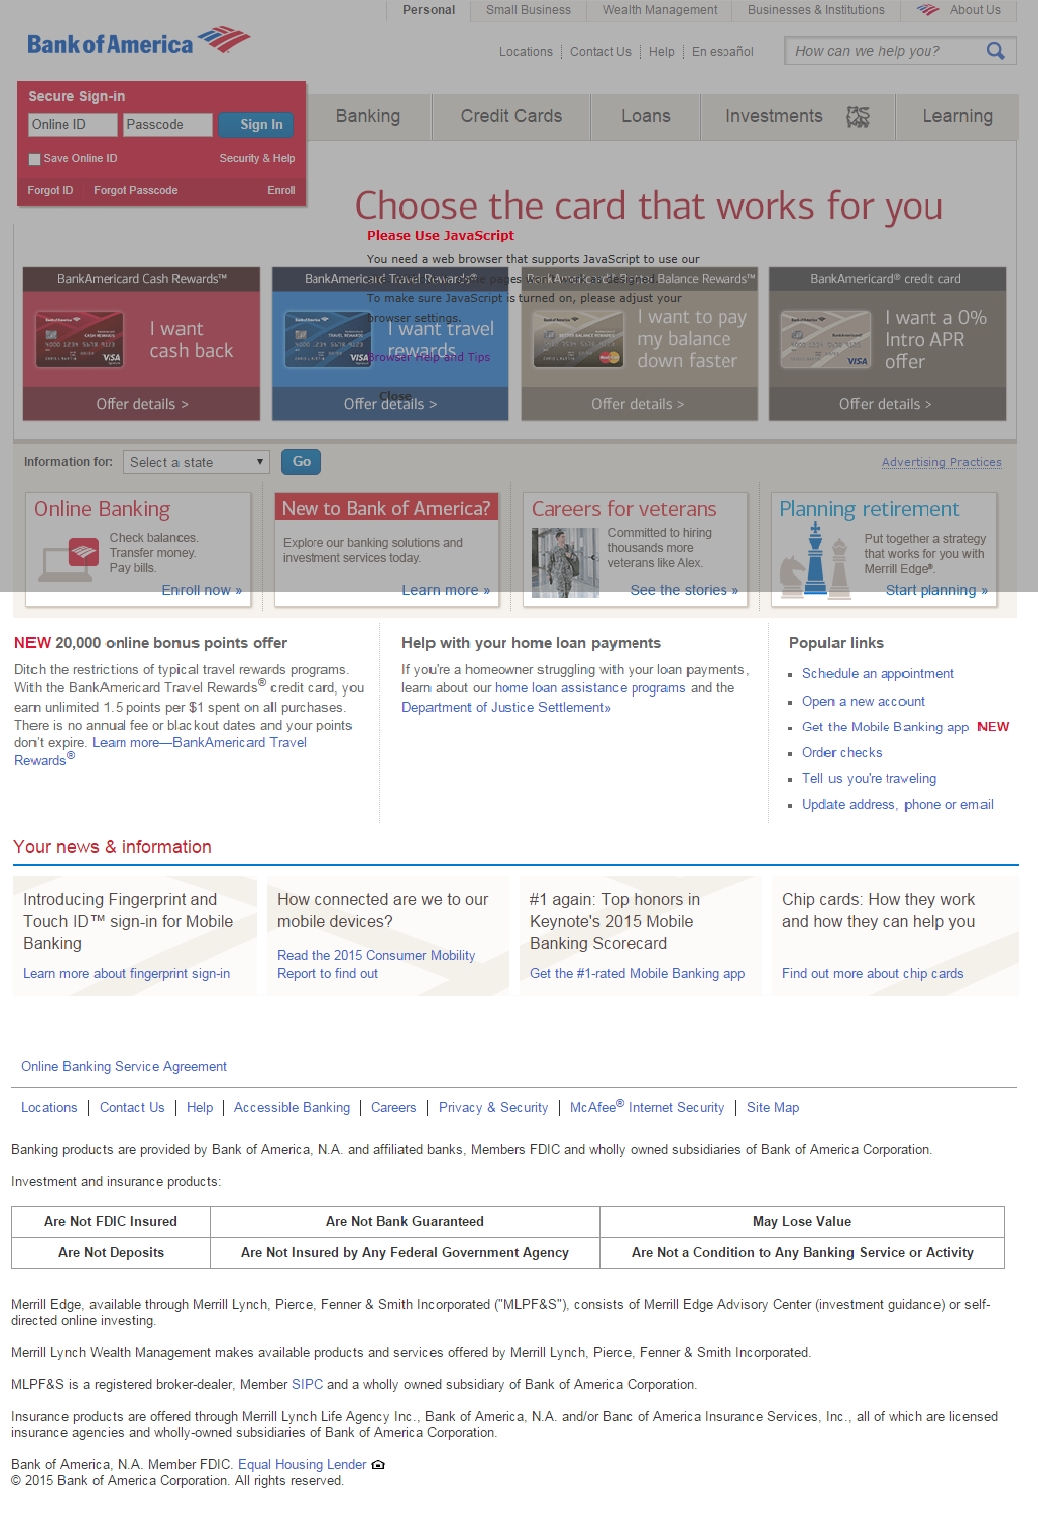 Personal
Small Business
Wealth Management
Businesses & Institutions
About Us
Bank of America
Locations
Contact Us
Help
En español
How can we help you?
Secure Sign-in
Online ID
Passcode
Sign In
Save Online ID
Security & Help
Forgot ID
Forgot Passcode
Enroll
Banking
Credit Cards
Loans
Investments
Learning
Choose the card that works for you
Please Use JavaScript
You need a web browser that supports JavaScript to use our
pages won't work as designed.
To make sure JavaScript is turned on, please adjust your
browser settings.
Browser Help and Tips
Close
BankAmericard Cash Rewards™
I want
cash back
Offer details >
BankAmericard Travel Rewards®
I want travel
rewards
Offer details >
BankAmericard Better Balance Rewards™
I want to pay
my balance
down faster
Offer details >
BankAmericard® credit card
I want a 0%
Intro APR
offer
Offer details >
Information for:
Select a state
Go
Advertising Practices
Online Banking
Check balances.
Transfer money.
Pay bills.
Enroll now »
New to Bank of America?
Explore our banking solutions and
investment services today.
Learn more »
Careers for veterans
Committed to hiring
thousands more
veterans like Alex.
See the stories »
Planning retirement
Put together a strategy
that works for you with
Merrill Edge®.
Start planning »
NEW 20,000 online bonus points offer
Ditch the restrictions of typical travel rewards programs.
With the BankAmericard Travel Rewards® credit card, you
earn unlimited 1.5 points per $1 spent on all purchases.
There is no annual fee or blackout dates and your points
don't expire. Learn more—BankAmericard Travel
Rewards®
Help with your home loan payments
If you're a homeowner struggling with your loan payments,
learn about our home loan assistance programs and the
Department of Justice Settlement»
Popular links
Schedule an appointment
Open a new account
Get the Mobile Banking app NEW
Order checks
Tell us you're traveling
Update address, phone or email
Your news & information
Introducing Fingerprint and
Touch ID™ sign-in for Mobile
Banking
Learn more about fingerprint sign-in
How connected are we to our
mobile devices?
Read the 2015 Consumer Mobility
Report to find out
#1 again: Top honors in
Keynote's 2015 Mobile
Banking Scorecard
Get the #1-rated Mobile Banking app
Chip cards: How they work
and how they can help you
Find out more about chip cards
Online Banking Service Agreement
Locations
Contact Us
Help
Accessible Banking
Careers
Privacy & Security
McAfee® Internet Security
Site Map
Banking products are provided by Bank of America, N.A. and affiliated banks, Members FDIC and wholly owned subsidiaries of Bank of America Corporation.
Investment and insurance products:
Are Not FDIC Insured
Are Not Bank Guaranteed
May Lose Value
Are Not Deposits
Are Not Insured by Any Federal Government Agency
Are Not a Condition to Any Banking Service or Activity
Merrill Edge, available through Merrill Lynch, Pierce, Fenner & Smith Incorporated ("MLPF&S"), consists of Merrill Edge Advisory Center (investment guidance) or self-
directed online investing.
Merrill Lynch Wealth Management makes available products and services offered by Merrill Lynch, Pierce, Fenner & Smith Incorporated.
MLPF&S is a registered broker-dealer, Member SIPC and a wholly owned subsidiary of Bank of America Corporation.
Insurance products are offered through Merrill Lynch Life Agency Inc., Bank of America, N.A. and/or Banc of America Insurance Services, Inc., all of which are licensed
insurance agencies and wholly-owned subsidiaries of Bank of America Corporation.
Bank of America, N.A. Member FDIC. Equal Housing Lender
© 2015 Bank of America Corporation. All rights reserved.